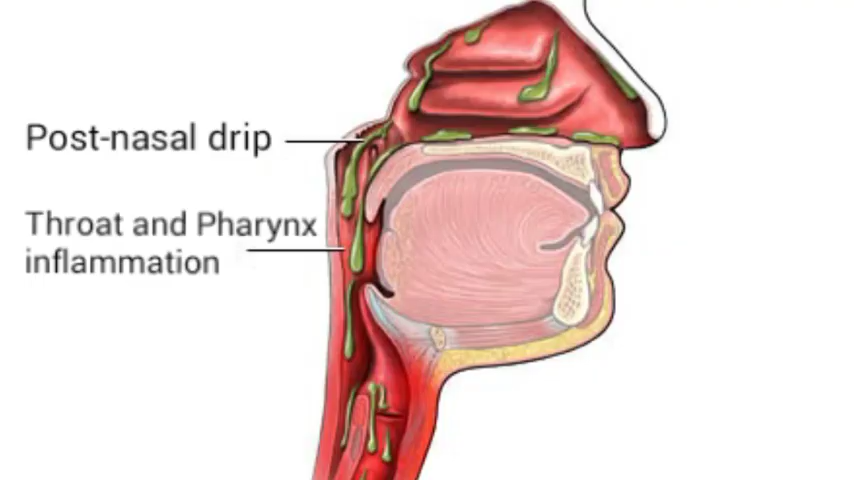 Post-nasal drip
Throat and Pharynx
inflammation